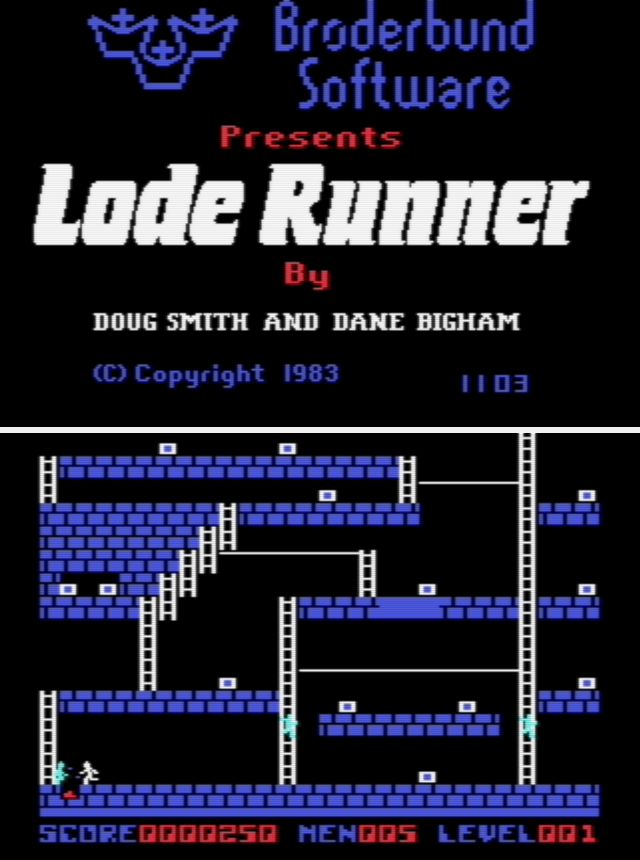 Broderbund
Software
Presents
Lode Runner
By
DOUG SMITH AND DANE BIGHAM
(C) Copyright 1983
1103
SCORE0000250 MEN005 LEVEL001